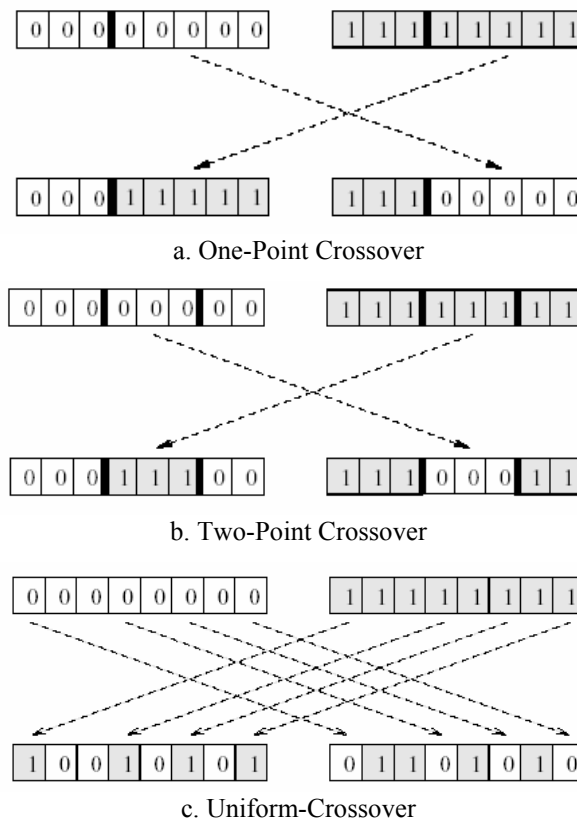 0 0 0 0 0 0 0 0 1 1 1 1 1 1 1 1
0 0 0 1 1 1 1 1 1 1 1 0 0 0 0 0
a. One-Point Crossover
0 0 0 0 0 0 0 0 1 1 1 1 1 1 1 1
0 0 0 1 1 1 0 0 1 1 1 0 0 0 1 1
b. Two-Point Crossover
0 0 0 0 0 0 0 0 1 1 1 1 1 1 1 1
1 0 0 1 0 1 0 1 0 1 1 0 1 0 1 0
c. Uniform-Crossover